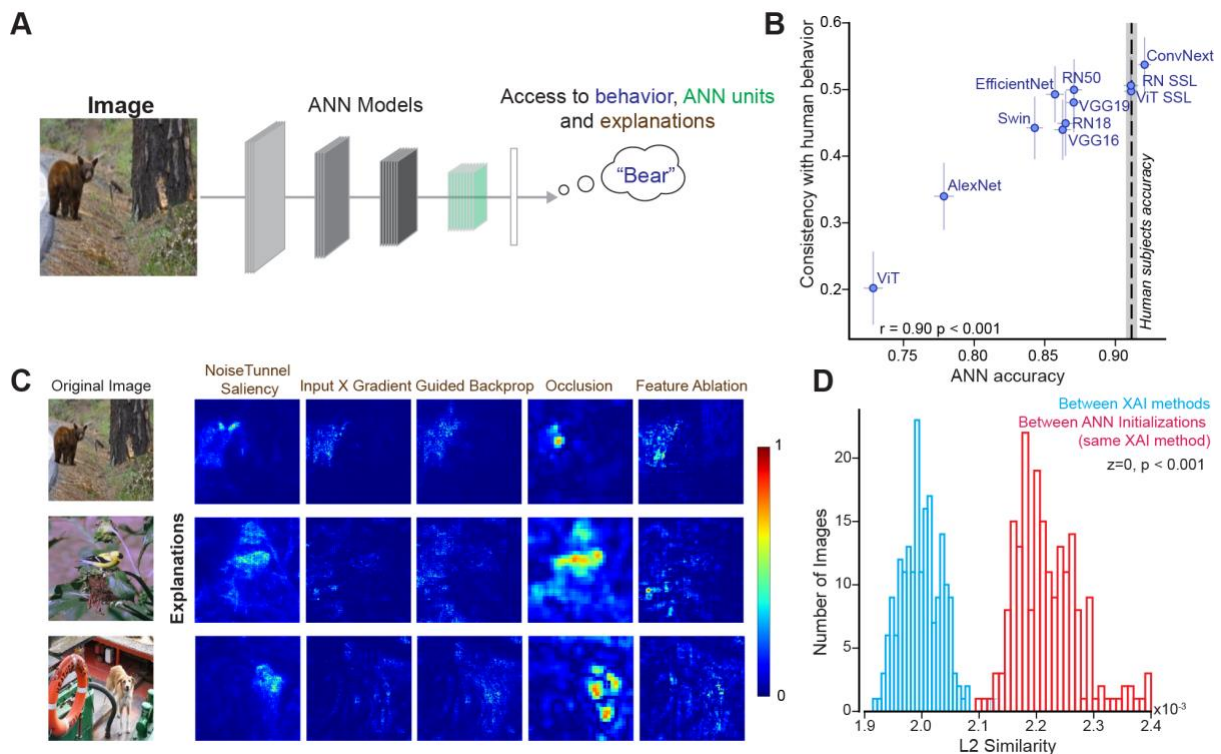 A
Image
ANN Models
Access to behavior, ANN units
and explanations
“Bear”
B
Consistency with human behavior
0.6
0.5
0.4
0.3
0.2
ConvNext
RN SSL
ViT SSL
RN50
EfficientNet
VGG19
Swin
RN18
VGG16
AlexNet
ViT
Human subjects accuracy
r = 0.90 p < 0.001
0.75
0.80
0.85
0.90
ANN accuracy
C
Original Image
NoiseTunnel
Saliency
Input X Gradient
Guided Backprop
Occlusion
Feature Ablation
Explanations
1
0
D
Between XAI methods
Between ANN Initializations
(same XAI method)
z=0, p < 0.001
Number of Images
20
15
10
5
0
1.9
2.0
2.1
2.2
2.3
2.4
x10-3
L2 Similarity